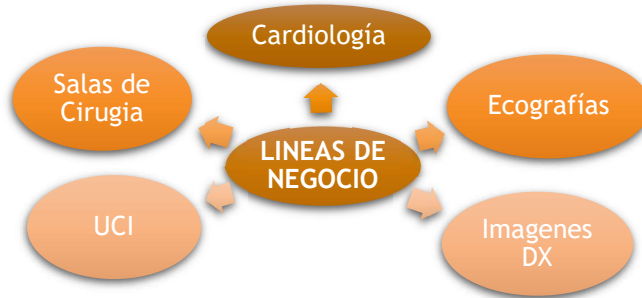 Cardiología
Salas de
Cirugia
Ecografías
LINEAS DE
NEGOCIO
UCI
Imagenes
DX